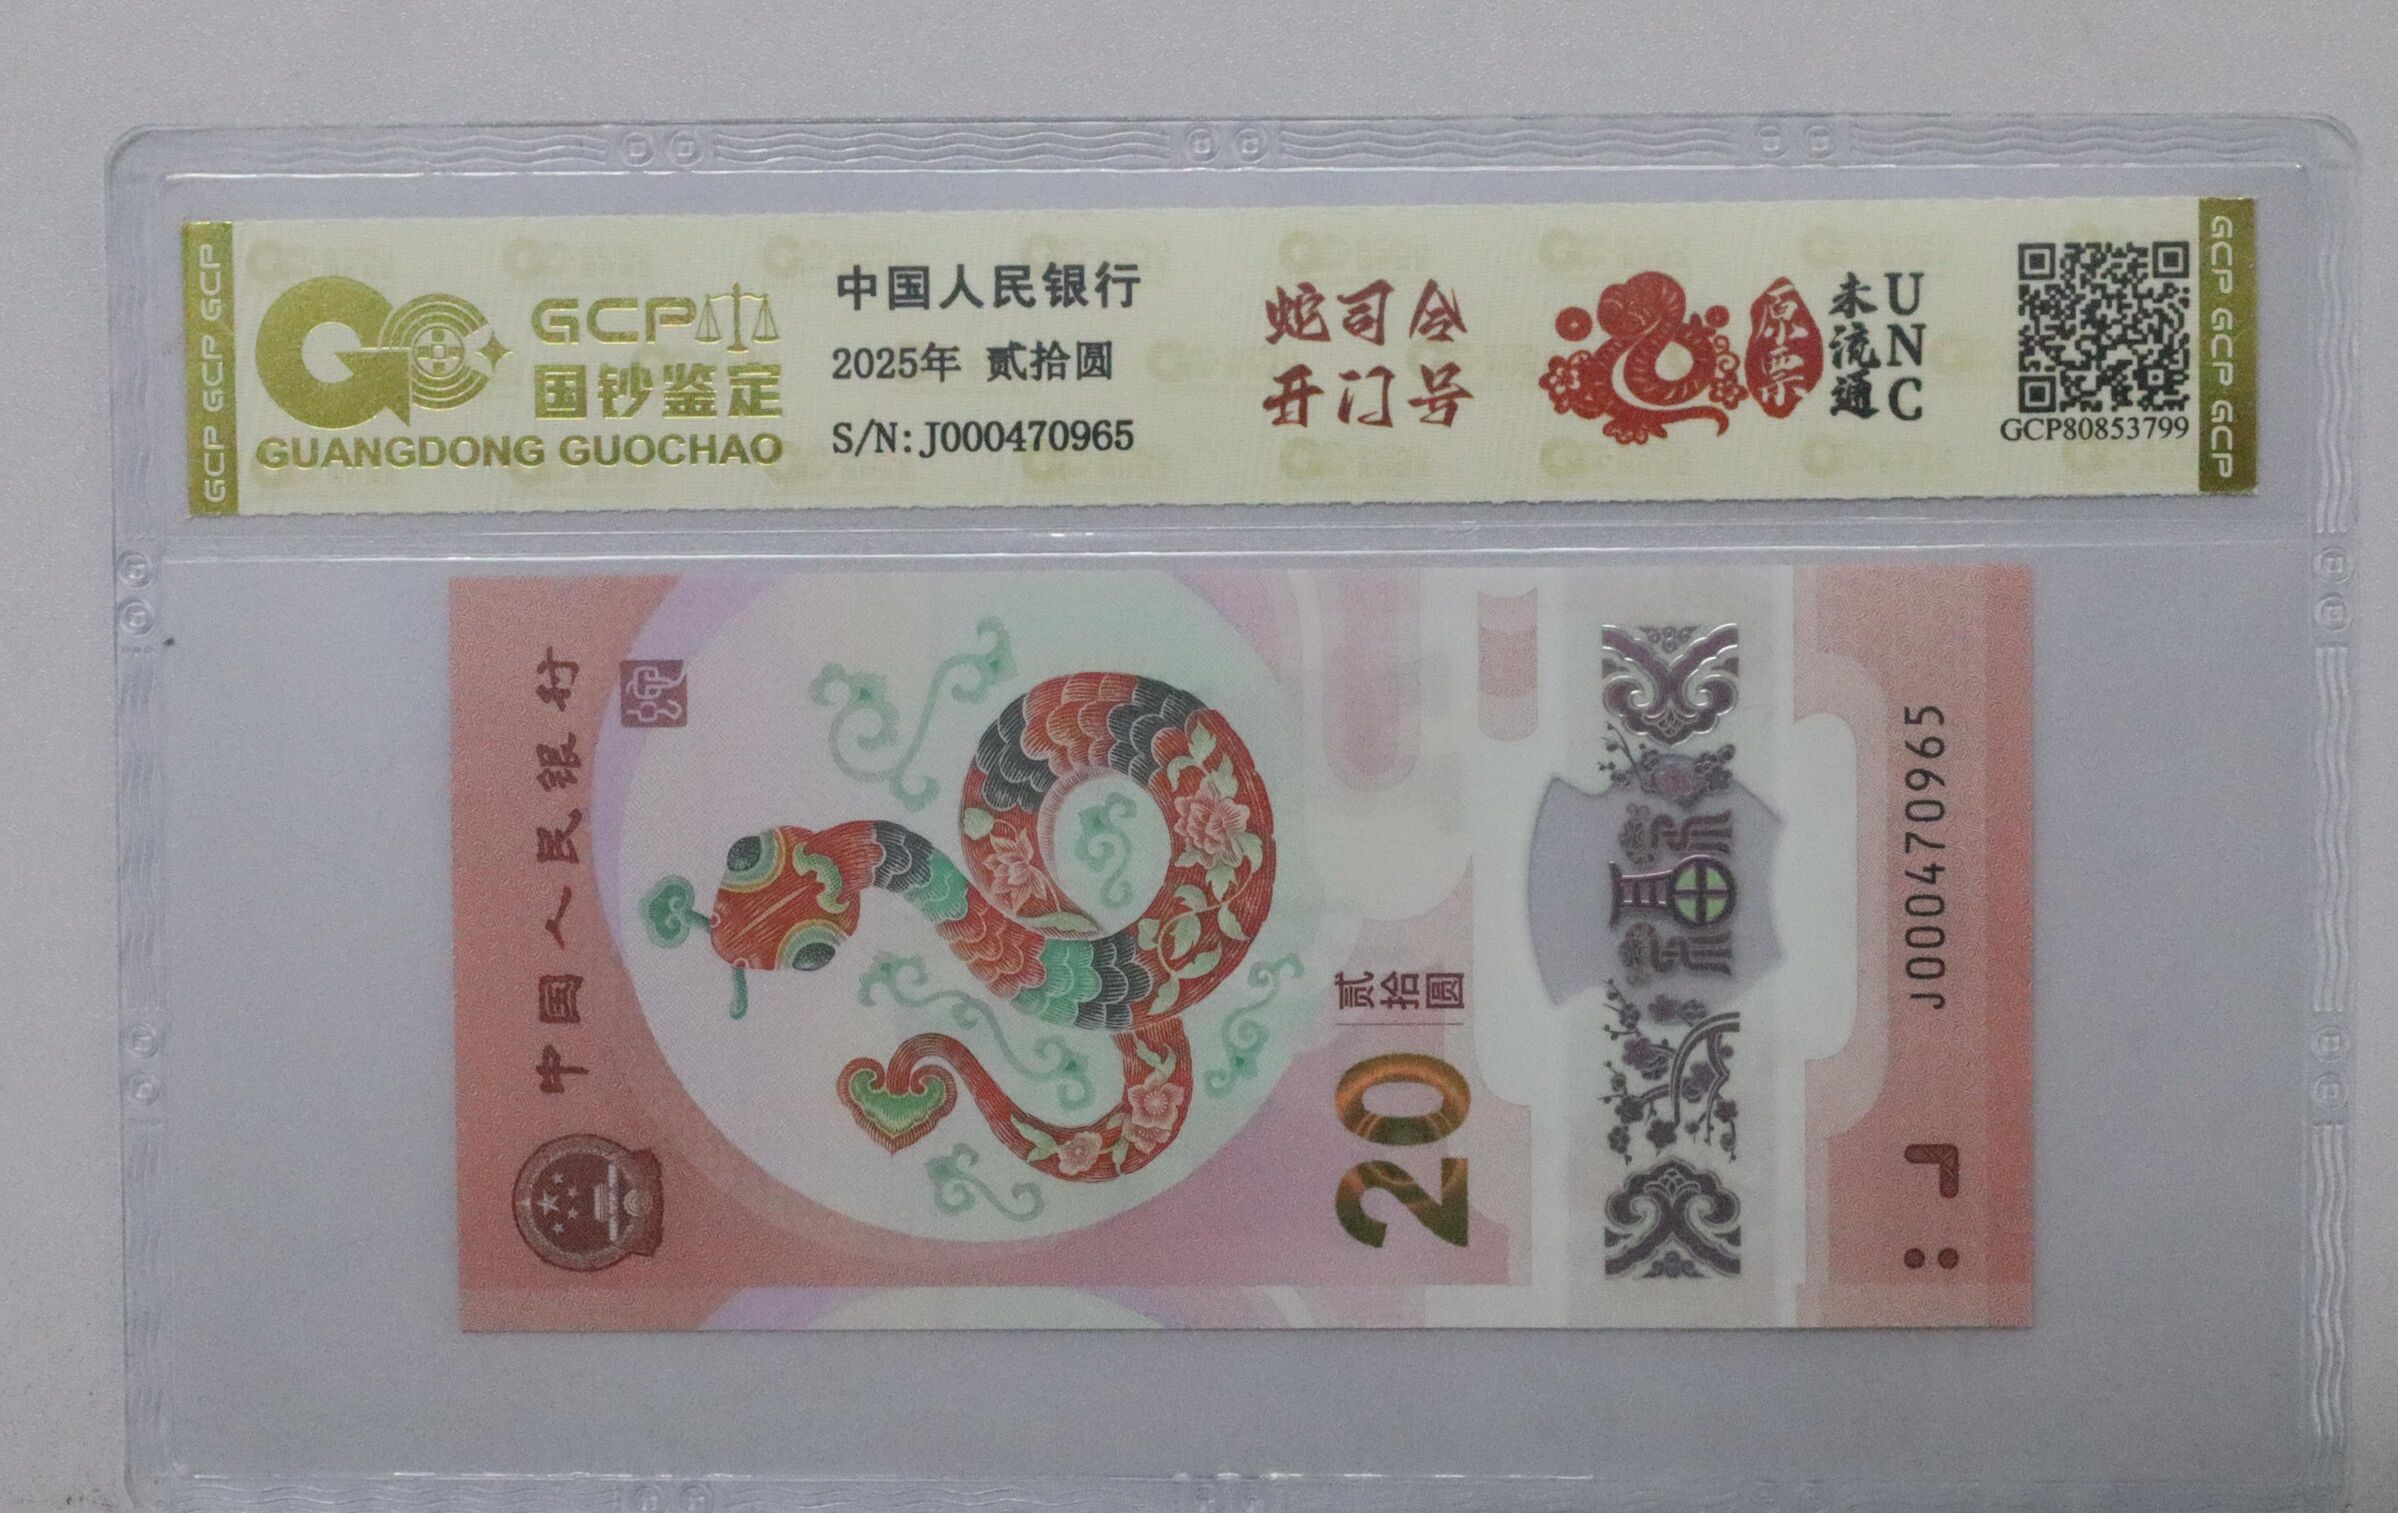 GCP GCP GCP
GCP
国钞鉴定
GUANGDONG GUOCHAO
中国人民银行
2025年 贰拾圆
S/N: J000470965
蛇司令
开门号
原票
未流通
UNC
GCP80853799
GCP GCP GCP
中国人民银行
20
贰拾圆
福
J000470965